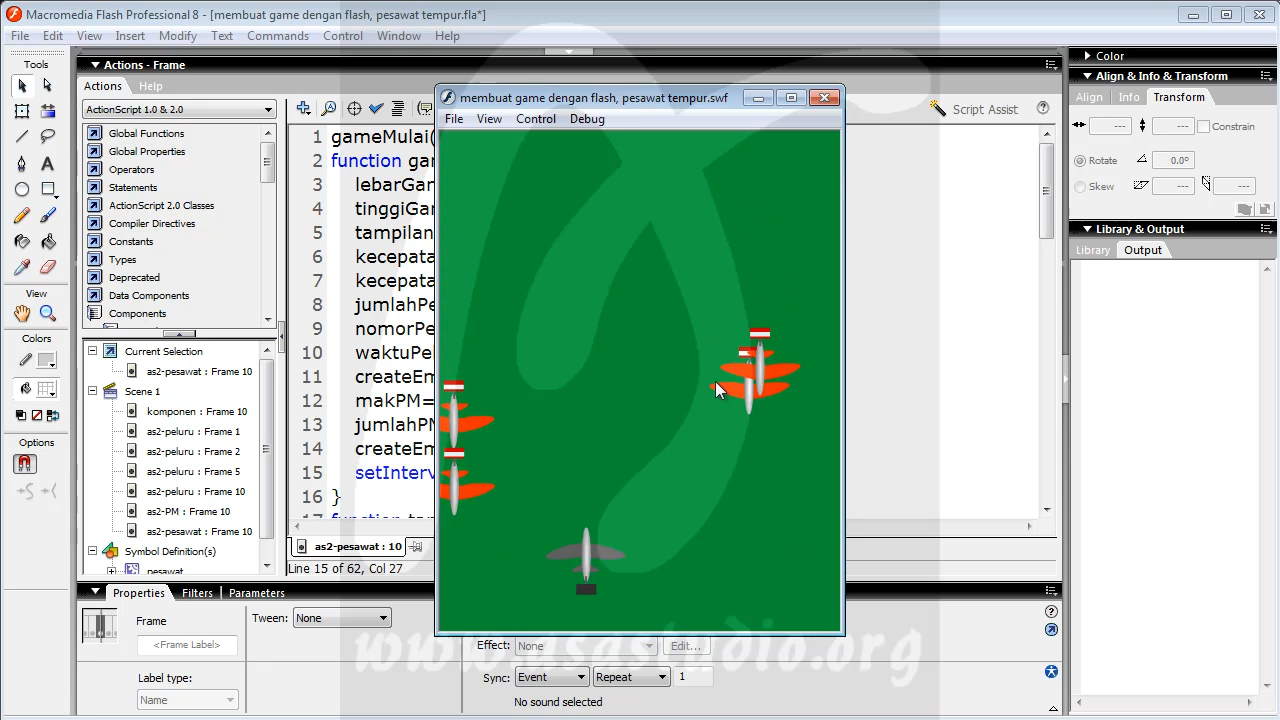 Macromedia Flash Professional 8 - [membuat game dengan flash, pesawat tempur.fla*]
File Edit View Insert Modify Text Commands Control Window Help
Tools
View
Colors
Options
Actions - Frame
Actions Help
ActionScript 1.0 & 2.0
Global Functions
Global Properties
Operators
Statements
ActionScript 2.0 Classes
Compiler Directives
Constants
Types
Deprecated
Data Components
Components
Current Selection
as2-pesawat : Frame 10
Scene 1
komponen : Frame 10
as2-peluru : Frame 1
as2-peluru : Frame 2
as2-peluru : Frame 5
as2-peluru : Frame 10
as2-PM : Frame 10
as2-pesawat : Frame 10
Symbol Definition(s)
pesawat
Script Assist
1 gameMulai(
2 function gam
3 lebarGam
4 tinggiGar
5 tampilan
6 kecepata
7 kecepata
8 jumlahPe
9 nomorPe
10 waktuPe
11 createEm
12 makPM=
13 jumlahPM
14 createEm
15 setInterv
16 }
as2-pesawat : 10
Line 15 of 62, Col 27
membuat game dengan flash, pesawat tempur.swf
File View Control Debug
Properties Filters Parameters
Frame
<Frame Label>
Label type:
Name
Tween: None
Effect: None Edit...
Sync: Event Repeat 1
No sound selected
Color
Align & Info & Transform
Align Info Transform
--- --- Constrain
Rotate 0.0°
Skew --- ---
Library & Output
Library Output
www.asastudio.org